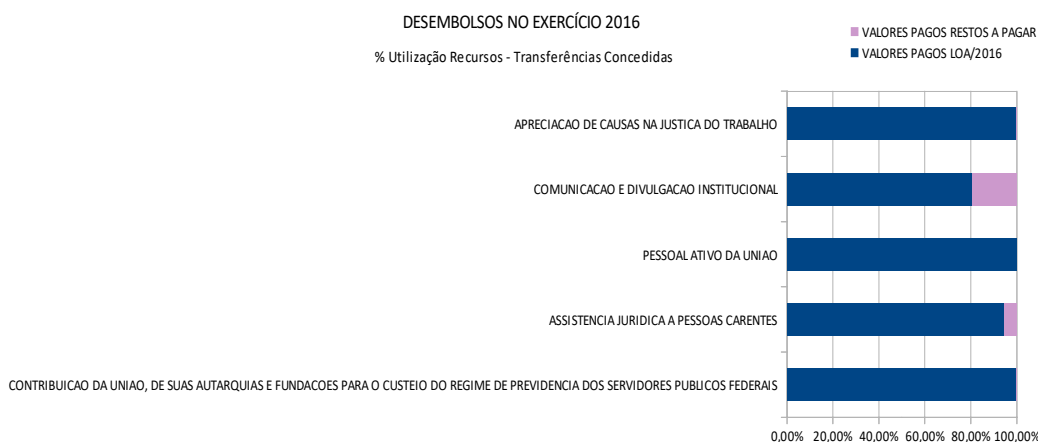 DESEMBOLSOS NO EXERCÍCIO 2016
% Utilização Recursos - Transferências Concedidas
VALORES PAGOS RESTOS A PAGAR
VALORES PAGOS LOA/2016
APRECIACAO DE CAUSAS NA JUSTICA DO TRABALHO
COMUNICACAO E DIVULGACAO INSTITUCIONAL
PESSOAL ATIVO DA UNIAO
ASSISTENCIA JURIDICA A PESSOAS CARENTES
CONTRIBUICAO DA UNIAO, DE SUAS AUTARQUIAS E FUNDACOES PARA O CUSTEIO DO REGIME DE PREVIDENCIA DOS SERVIDORES PUBLICOS FEDERAIS
0,00% 20,00% 40,00% 60,00% 80,00% 100,00%